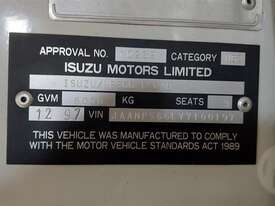 APPROVAL NO. CATEGORY
ISUZU MOTORS LIMITED
ISUZU
GVM KG SEATS
12 97 VIN
THIS VEHICLE WAS MANUFACTURED TO COMPLY
WITH THE MOTOR VEHICLE STANDARDS ACT 1989